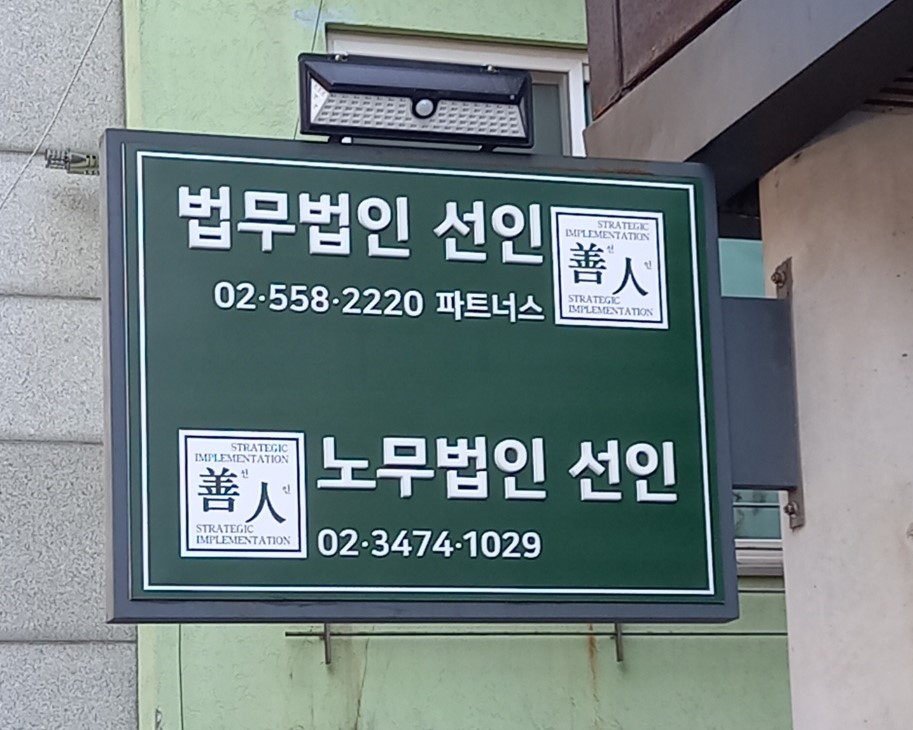 법무법인 선인
02·558·2220 파트너스
STRATEGIC
IMPLEMENTATION
善선人인
STRATEGIC
IMPLEMENTATION
STRATEGIC
IMPLEMENTATION
善선人인
STRATEGIC
IMPLEMENTATION
노무법인 선인
02·3474·1029